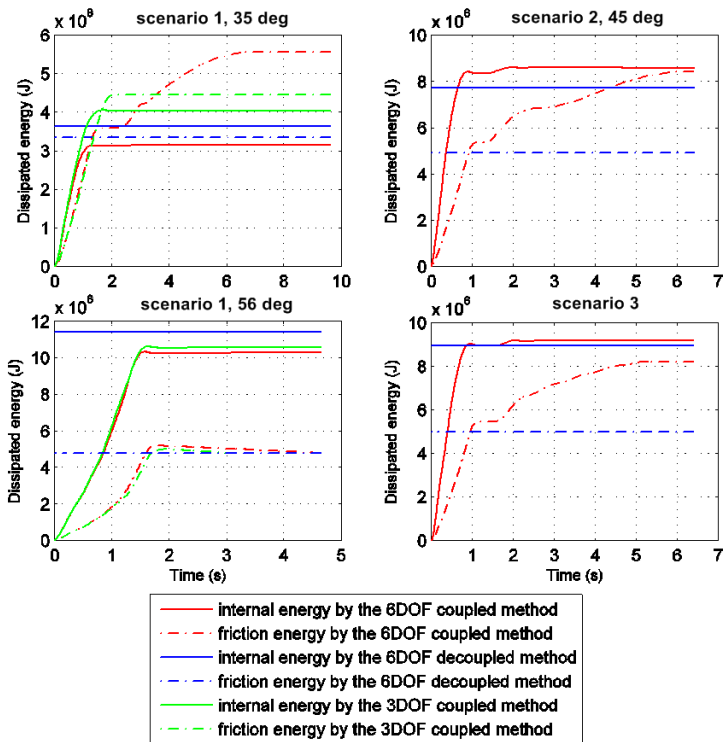 scenario 1, 35 deg
x 10^6
6
5
4
3
2
1
0
0 2 4 6 8 10
Dissipated energy (J)
scenario 2, 45 deg
x 10^6
10
8
6
4
2
0
0 1 2 3 4 5 6 7
Dissipated energy (J)
scenario 1, 56 deg
x 10^6
12
10
8
6
4
2
0
0 1 2 3 4 5
Dissipated energy (J)
Time (s)
scenario 3
x 10^6
10
8
6
4
2
0
0 1 2 3 4 5 6 7
Dissipated energy (J)
Time (s)
internal energy by the 6DOF coupled method
friction energy by the 6DOF coupled method
internal energy by the 6DOF decoupled method
friction energy by the 6DOF decoupled method
internal energy by the 3DOF coupled method
friction energy by the 3DOF coupled method